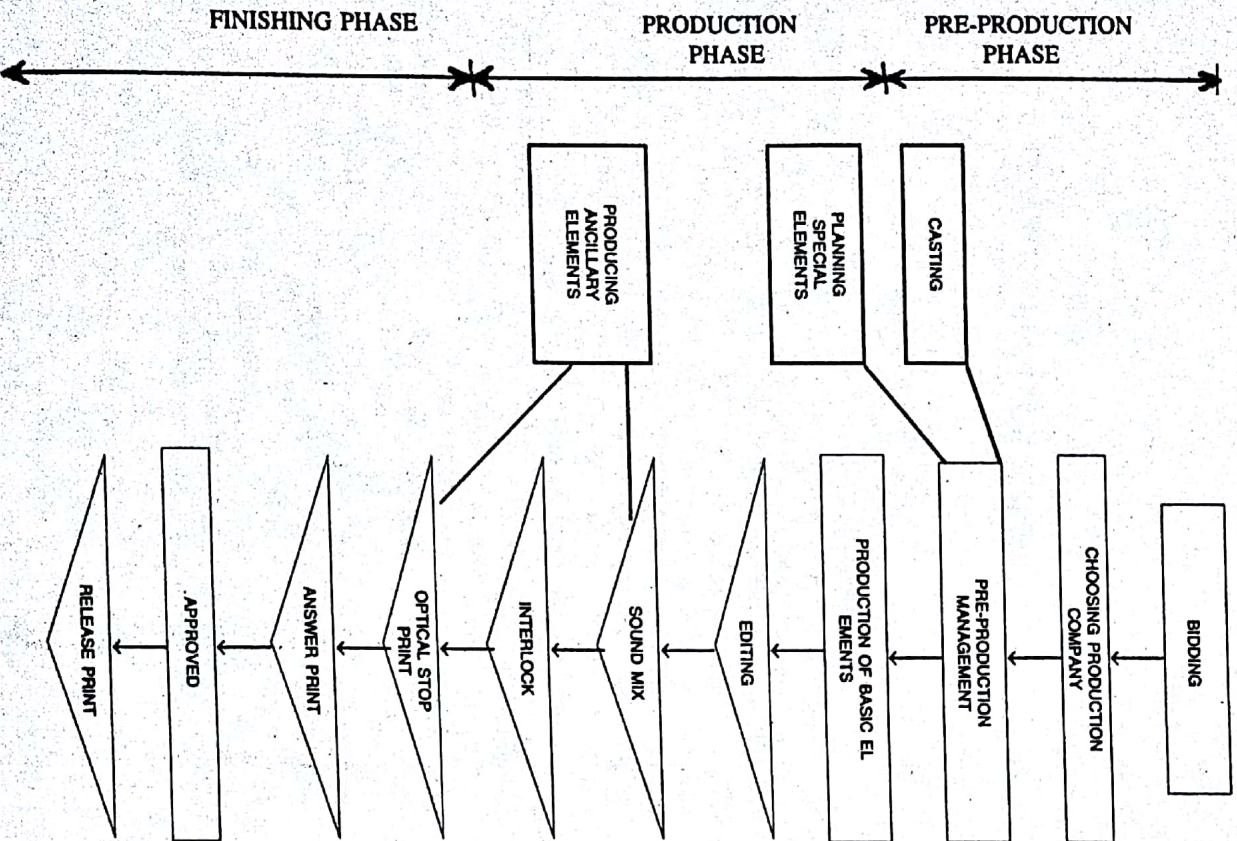 FINISHING PHASE
PRODUCTION
PHASE
PRE-PRODUCTION
PHASE
CASTING
PLANNING
SPECIAL
ELEMENTS
PRODUCING
ANCILLARY
ELEMENTS
BIDDING
CHOOSING PRODUCTION
COMPANY
PRE-PRODUCTION
MANAGEMENT
PRODUCTION OF BASIC EL
EMENTS
EDITING
SOUND MIX
INTERLOCK
OPTICAL STOP
PRINT
ANSWER PRINT
.APPROVED
RELEASE PRINT